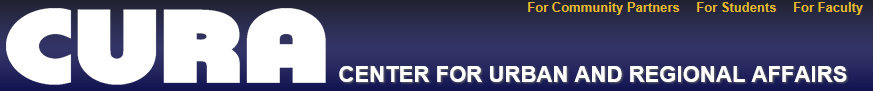 For Community Partners For Students For Faculty
CURA
CENTER FOR URBAN AND REGIONAL AFFAIRS